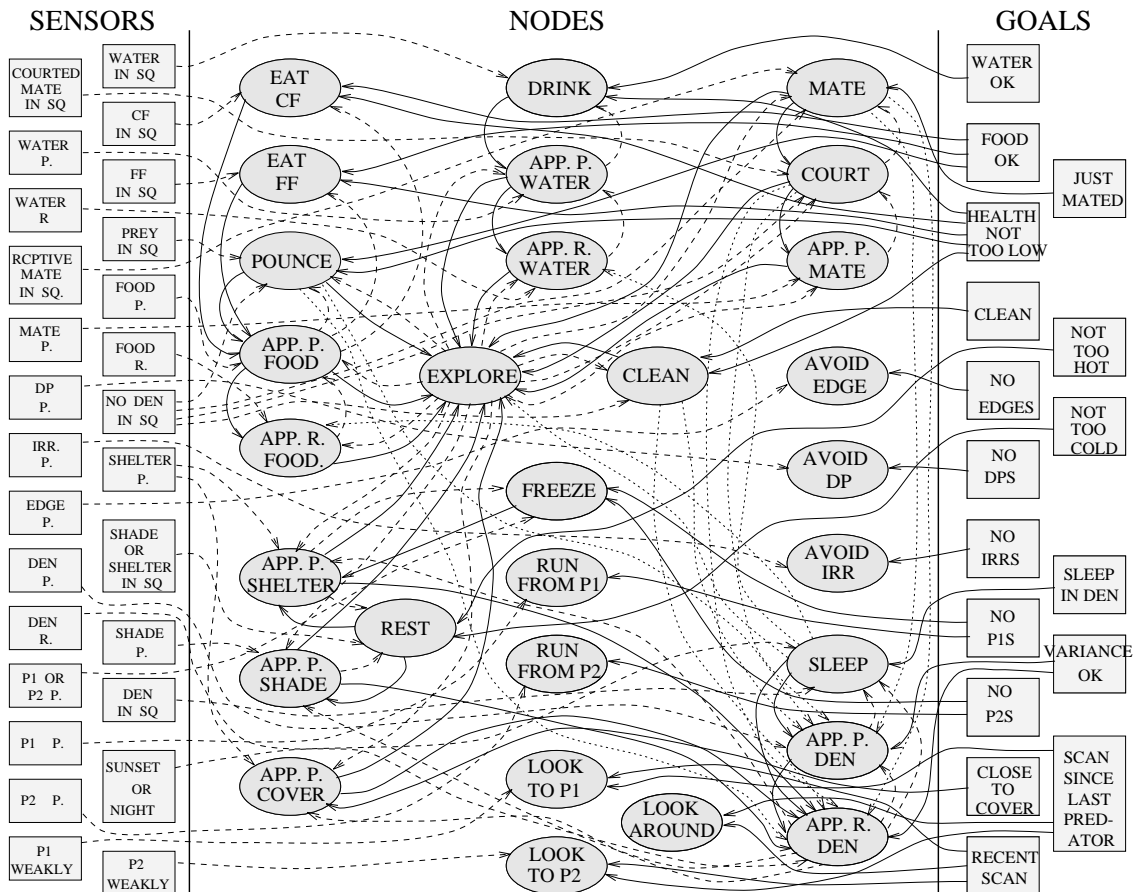 SENSORS
NODES
GOALS
COURTED
MATE
IN SQ
WATER
P.
WATER
R
RCPTIVE
MATE
IN SQ.
MATE
P.
DP
P.
IRR.
P.
EDGE
P.
DEN
P.
DEN
R.
P1 OR
P2 P.
P1 P.
P2 P.
P1
WEAKLY
WATER
IN SQ
CF
IN SQ
FF
IN SQ
PREY
IN SQ
FOOD
P.
FOOD
R.
NO DEN
IN SQ
SHELTER
P.
SHADE
OR
SHELTER
IN SQ
SHADE
P.
DEN
IN SQ
SUNSET
OR
NIGHT
P2
WEAKLY
EAT
CF
EAT
FF
POUNCE
APP. P.
FOOD
APP. R.
FOOD.
APP. P.
SHELTER
REST
APP. P.
SHADE
APP. P.
COVER
EXPLORE
DRINK
APP. P.
WATER
APP. R.
WATER
CLEAN
FREEZE
RUN
FROM P1
RUN
FROM P2
LOOK
TO P1
LOOK
AROUND
LOOK
TO P2
MATE
COURT
APP. P.
MATE
AVOID
EDGE
AVOID
DP
AVOID
IRR
SLEEP
APP. P.
DEN
APP. R.
DEN
WATER
OK
FOOD
OK
HEALTH
NOT
TOO LOW
CLEAN
NO
EDGES
NO
DPS
NO
IRRS
NO
P1S
NO
P2S
CLOSE
TO
COVER
RECENT
SCAN
JUST
MATED
NOT
TOO
HOT
NOT
TOO
COLD
SLEEP
IN DEN
VARIANCE
OK
SCAN
SINCE
LAST
PRED-
ATOR